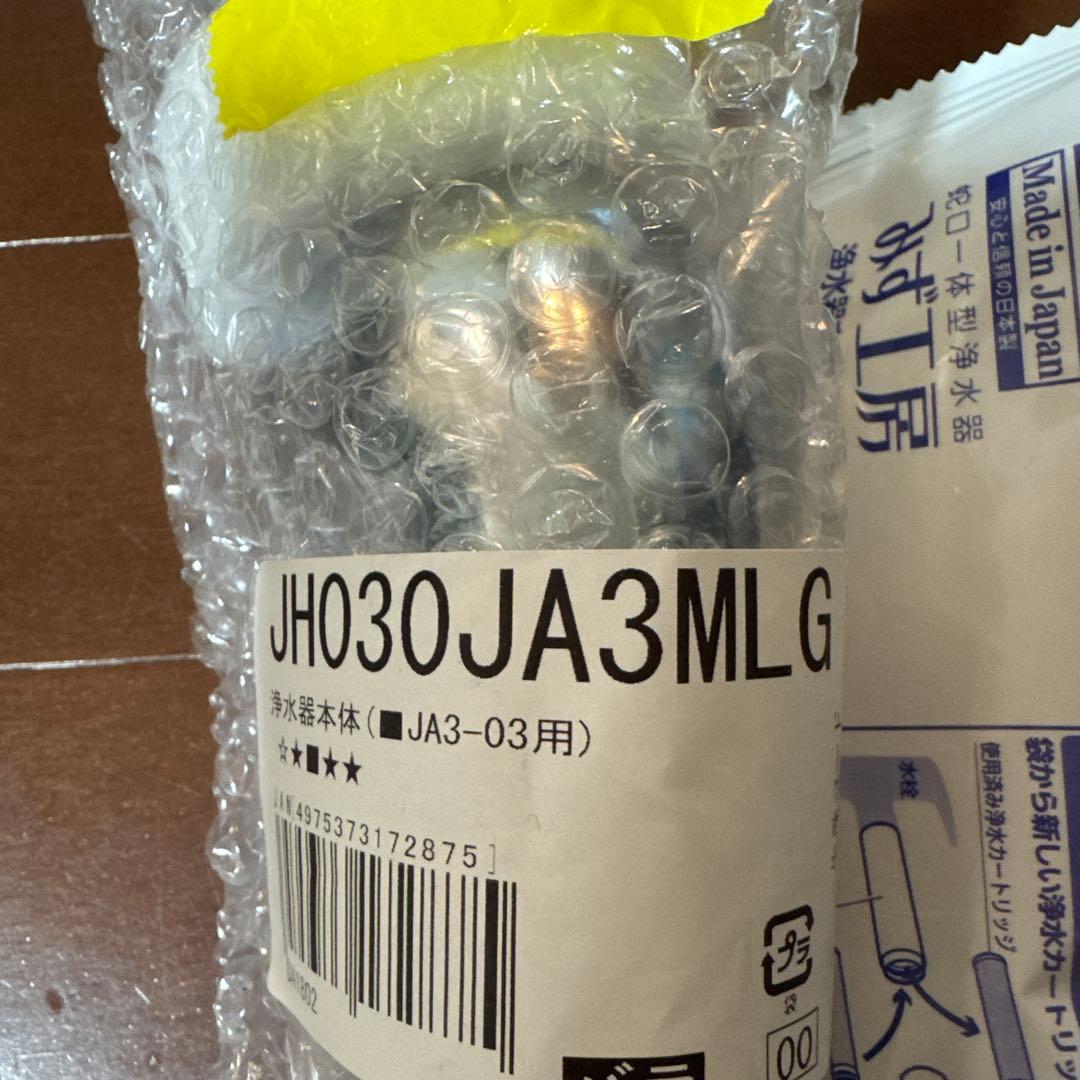 JH030JA3MLG
浄水器本体(■JA3-03用)
☆★■★★
JAN[4975373172875]
プラ
00
Made in Japan
安心と信頼の日本製
蛇口一体型浄水器
みず工房
浄水器
水栓
使用済み浄水カートリッジ
袋から新しい浄水カートリッ